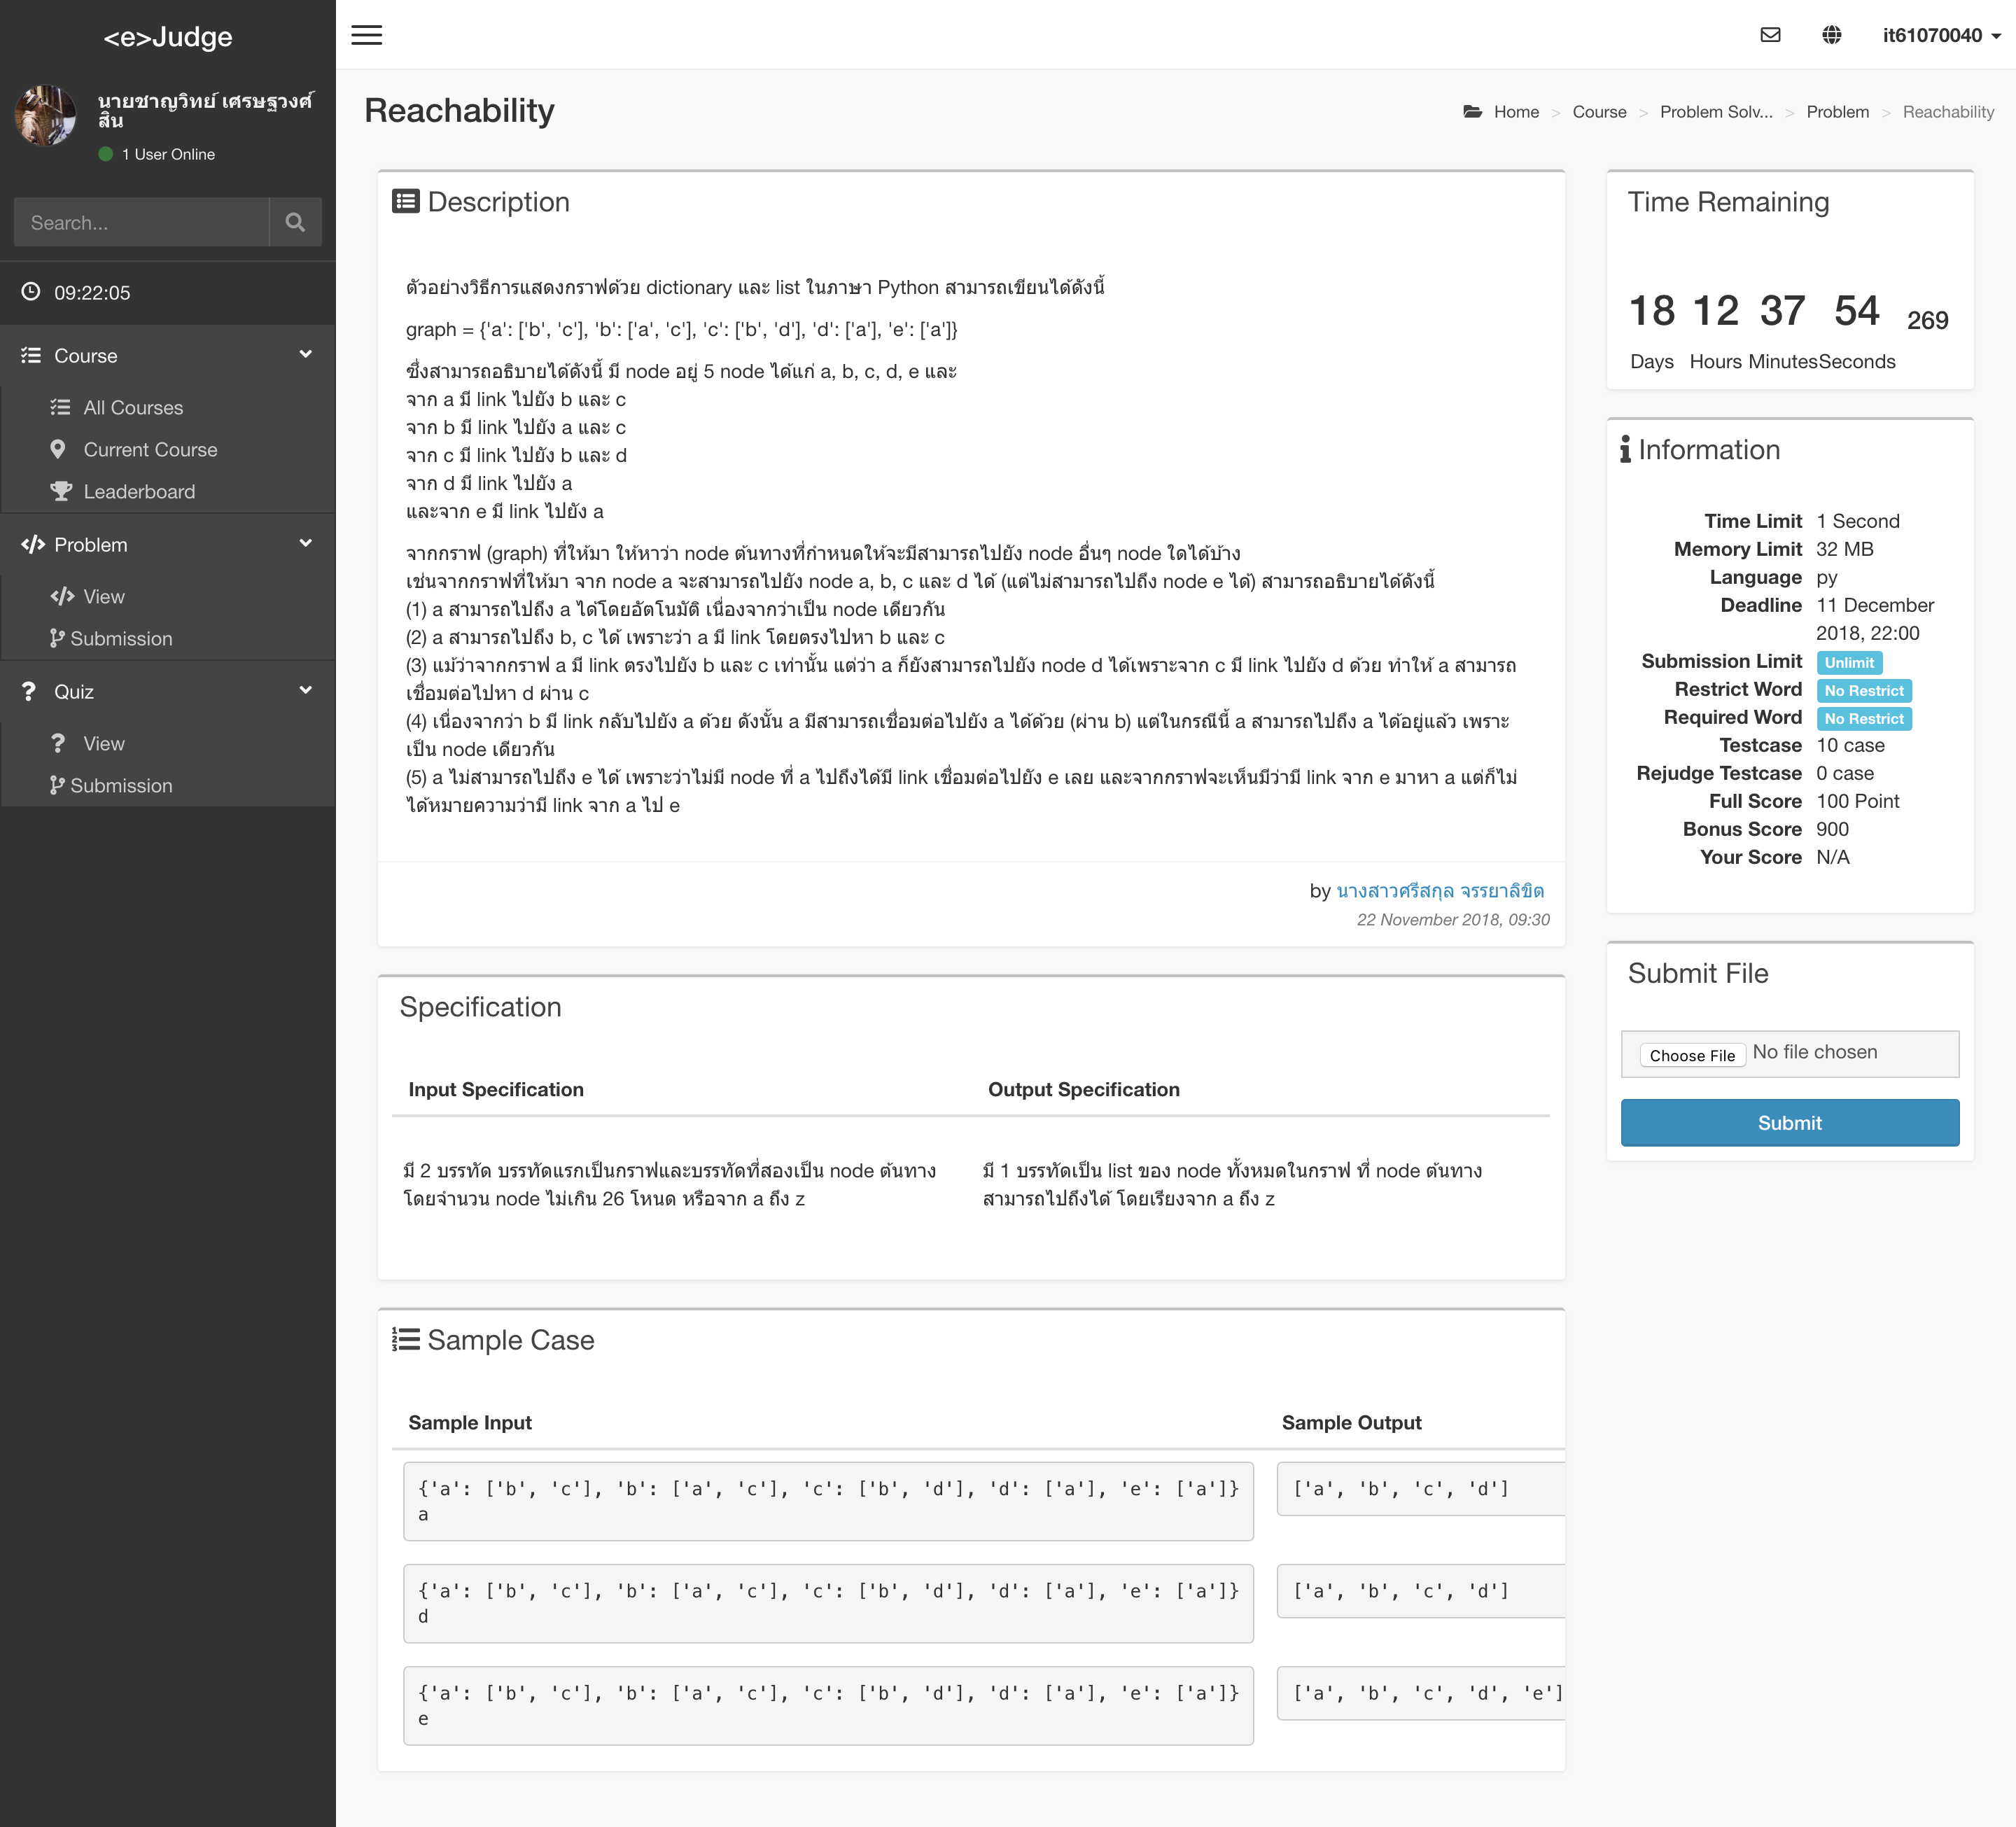 <e>Judge
it61070040
นายชาญวิทย์ เศรษฐวงศ์
สิน
1 User Online
Search...
09:22:05
Course
All Courses
Current Course
Leaderboard
Problem
View
Submission
Quiz
View
Submission
Reachability
Home > Course > Problem Solv... > Problem > Reachability
Description
ตัวอย่างวิธีการแสดงกราฟด้วย dictionary และ list ในภาษา Python สามารถเขียนได้ดังนี้
graph = {'a': ['b', 'c'], 'b': ['a', 'c'], 'c': ['b', 'd'], 'd': ['a'], 'e': ['a']}
ซึ่งสามารถอธิบายได้ดังนี้ มี node อยู่ 5 node ได้แก่ a, b, c, d, e และ
จาก a มี link ไปยัง b และ c
จาก b มี link ไปยัง a และ c
จาก c มี link ไปยัง b และ d
จาก d มี link ไปยัง a
และจาก e มี link ไปยัง a
จากกราฟ (graph) ที่ให้มา ให้หาว่า node ต้นทางที่กำหนดให้จะมีสามารถไปยัง node อื่นๆ node ใดได้บ้าง
เช่นจากกราฟที่ให้มา จาก node a จะสามารถไปยัง node a, b, c และ d ได้ (แต่ไม่สามารถไปถึง node e ได้) สามารถอธิบายได้ดังนี้
(1) a สามารถไปถึง a ได้โดยอัตโนมัติ เนื่องจากว่าเป็น node เดียวกัน
(2) a สามารถไปถึง b, c ได้ เพราะว่า a มี link โดยตรงไปหา b และ c
(3) แม้ว่าจากกราฟ a มี link ตรงไปยัง b และ c เท่านั้น แต่ว่า a ก็ยังสามารถไปยัง node d ได้เพราะจาก c มี link ไปยัง d ด้วย ทำให้ a สามารถ
เชื่อมต่อไปหา d ผ่าน c
(4) เนื่องจากว่า b มี link กลับไปยัง a ด้วย ดังนั้น a มีสามารถเชื่อมต่อไปยัง a ได้ด้วย (ผ่าน b) แต่ในกรณีนี้ a สามารถไปถึง a ได้อยู่แล้ว เพราะ
เป็น node เดียวกัน
(5) a ไม่สามารถไปถึง e ได้ เพราะว่าไม่มี node ที่ a ไปถึงได้มี link เชื่อมต่อไปยัง e เลย และจากกราฟจะเห็นมีว่ามี link จาก e มาหา a แต่ก็ไม่
ได้หมายความว่ามี link จาก a ไป e
by นางสาวศรีสกุล จรรยาลิขิต
22 November 2018, 09:30
Specification
Input Specification
Output Specification
มี 2 บรรทัด บรรทัดแรกเป็นกราฟและบรรทัดที่สองเป็น node ต้นทาง
โดยจำนวน node ไม่เกิน 26 โหนด หรือจาก a ถึง z
มี 1 บรรทัดเป็น list ของ node ทั้งหมดในกราฟ ที่ node ต้นทาง
สามารถไปถึงได้ โดยเรียงจาก a ถึง z
Sample Case
Sample Input
Sample Output
{'a': ['b', 'c'], 'b': ['a', 'c'], 'c': ['b', 'd'], 'd': ['a'], 'e': ['a']}
a
['a', 'b', 'c', 'd']
{'a': ['b', 'c'], 'b': ['a', 'c'], 'c': ['b', 'd'], 'd': ['a'], 'e': ['a']}
d
['a', 'b', 'c', 'd']
{'a': ['b', 'c'], 'b': ['a', 'c'], 'c': ['b', 'd'], 'd': ['a'], 'e': ['a']}
e
['a', 'b', 'c', 'd', 'e']
Time Remaining
18 12 37 54 269
Days Hours Minutes Seconds
Information
Time Limit 1 Second
Memory Limit 32 MB
Language py
Deadline 11 December
2018, 22:00
Submission Limit Unlimit
Restrict Word No Restrict
Required Word No Restrict
Testcase 10 case
Rejudge Testcase 0 case
Full Score 100 Point
Bonus Score 900
Your Score N/A
Submit File
Choose File No file chosen
Submit